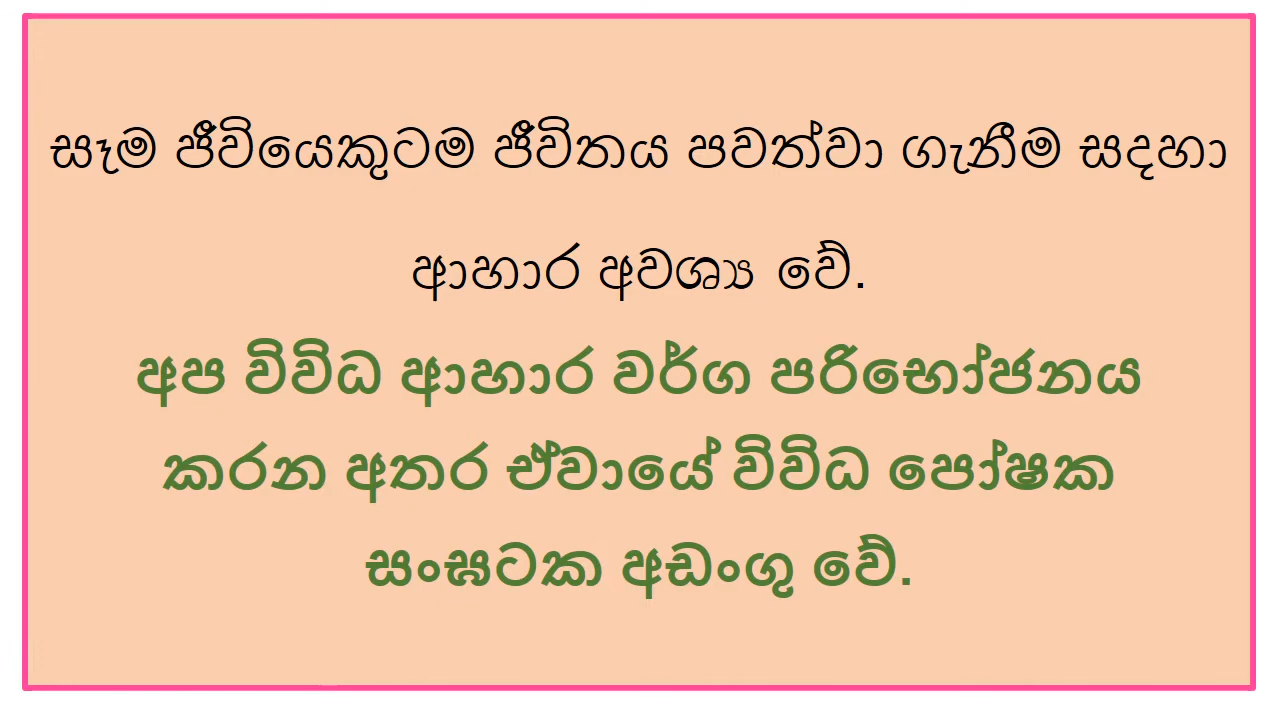 සෑම ජීවියෙකුටම ජීවිතය පවත්වා ගැනීම සදහා
ආහාර අවශ්‍ය වේ.
අප විවිධ ආහාර වර්ග පරිභෝජනය
කරන අතර ඒවායේ විවිධ පෝෂක
සංඝටක අඩංගු වේ.